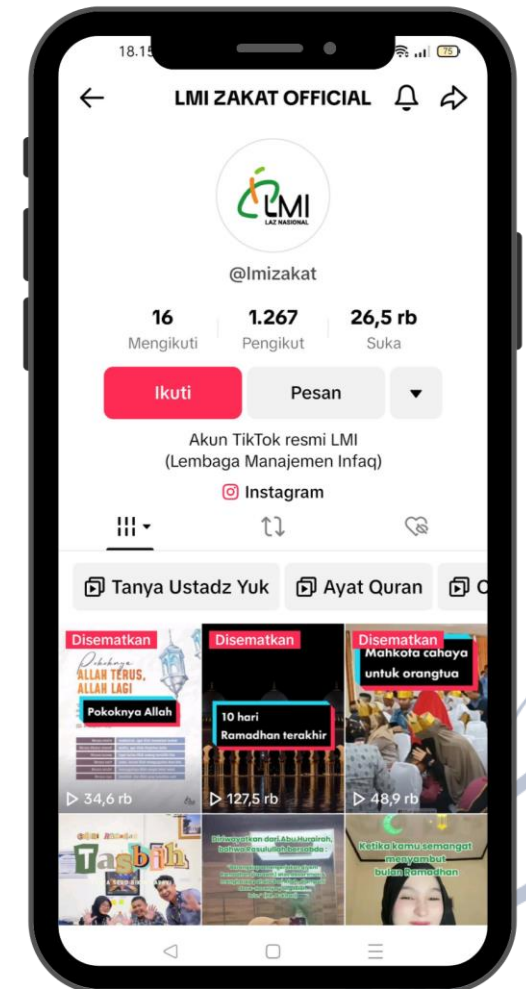 18.15
75
LMI ZAKAT OFFICIAL
LMI
LAZ NASIONAL
@lmizakat
16 1.267 26,5 rb
Mengikuti Pengikut Suka
Ikuti Pesan
Akun TikTok resmi LMI
(Lembaga Manajemen Infaq)
Instagram
Tanya Ustadz Yuk Ayat Quran
Disematkan
ALLAH TERUS,
ALLAH LAGI
Pokoknya Allah
34,6 rb
Disematkan
10 hari
Ramadhan terakhir
127,5 rb
Disematkan
Mahkota cahaya
untuk orangtua
48,9 rb
Tasbih
Diriwayatkan dari Abu Hurairah,
bahwa Rasulullah bersabda :
Ketika kamu semangat
menyambut
bulan Ramadhan